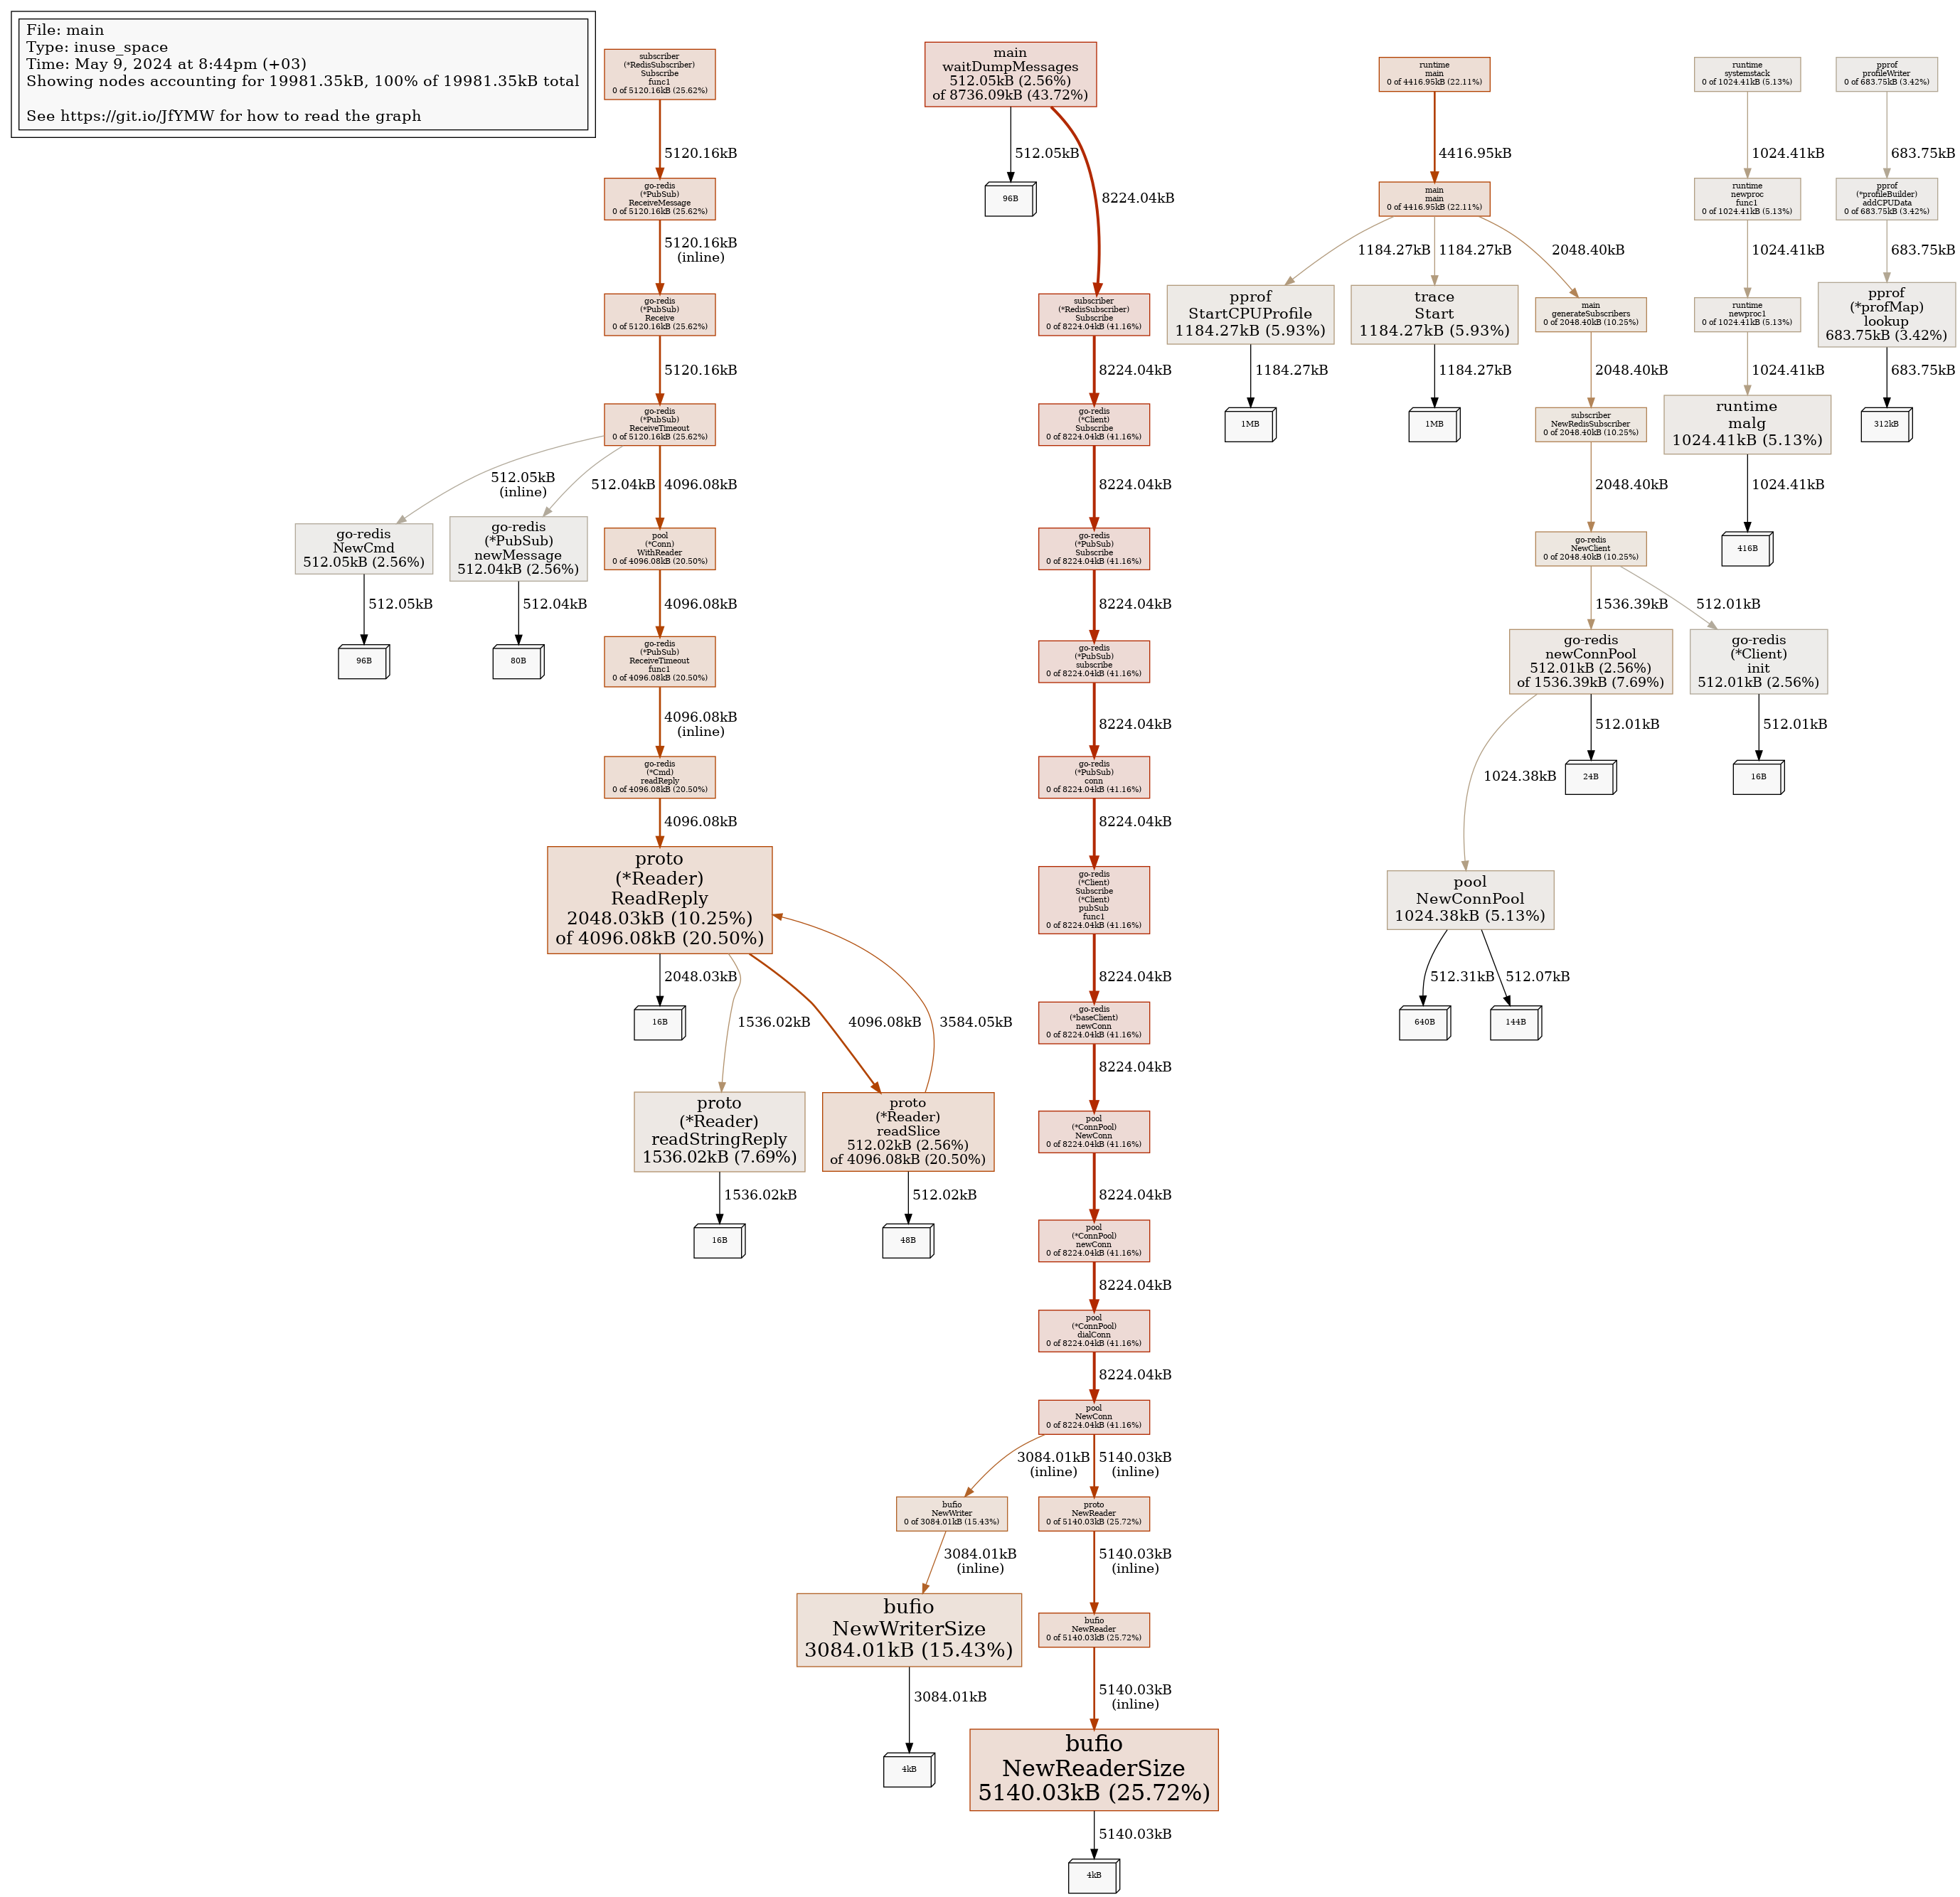 File: main
Type: inuse_space
Time: May 9, 2024 at 8:44pm (+03)
Showing nodes accounting for 19981.35kB, 100% of 19981.35kB total
See https://git.io/JfYMW for how to read the graph
subscriber
(*RedisSubscriber)
Subscribe
func1
0 of 5120.16kB (25.62%)
5120.16kB
go-redis
(*PubSub)
ReceiveMessage
0 of 5120.16kB (25.62%)
5120.16kB
(inline)
go-redis
(*PubSub)
Receive
0 of 5120.16kB (25.62%)
5120.16kB
go-redis
(*PubSub)
ReceiveTimeout
0 of 5120.16kB (25.62%)
512.05kB
(inline)
512.04kB
4096.08kB
go-redis
NewCmd
512.05kB (2.56%)
512.05kB
96B
go-redis
(*PubSub)
newMessage
512.04kB (2.56%)
512.04kB
80B
pool
(*Conn)
WithReader
0 of 4096.08kB (20.50%)
4096.08kB
go-redis
(*PubSub)
ReceiveTimeout
func1
0 of 4096.08kB (20.50%)
4096.08kB
(inline)
go-redis
(*Cmd)
readReply
0 of 4096.08kB (20.50%)
4096.08kB
proto
(*Reader)
ReadReply
2048.03kB (10.25%)
of 4096.08kB (20.50%)
2048.03kB
16B
1536.02kB
4096.08kB
3584.05kB
proto
(*Reader)
readStringReply
1536.02kB (7.69%)
1536.02kB
16B
proto
(*Reader)
readSlice
512.02kB (2.56%)
of 4096.08kB (20.50%)
512.02kB
48B
main
waitDumpMessages
512.05kB (2.56%)
of 8736.09kB (43.72%)
512.05kB
96B
8224.04kB
subscriber
(*RedisSubscriber)
Subscribe
0 of 8224.04kB (41.16%)
8224.04kB
go-redis
(*Client)
Subscribe
0 of 8224.04kB (41.16%)
8224.04kB
go-redis
(*PubSub)
Subscribe
0 of 8224.04kB (41.16%)
8224.04kB
go-redis
(*PubSub)
subscribe
0 of 8224.04kB (41.16%)
8224.04kB
go-redis
(*PubSub)
conn
0 of 8224.04kB (41.16%)
8224.04kB
go-redis
(*Client)
Subscribe
(*Client)
pubSub
func1
0 of 8224.04kB (41.16%)
8224.04kB
go-redis
(*baseClient)
newConn
0 of 8224.04kB (41.16%)
8224.04kB
pool
(*ConnPool)
NewConn
0 of 8224.04kB (41.16%)
8224.04kB
pool
(*ConnPool)
newConn
0 of 8224.04kB (41.16%)
8224.04kB
pool
(*ConnPool)
dialConn
0 of 8224.04kB (41.16%)
8224.04kB
pool
NewConn
0 of 8224.04kB (41.16%)
3084.01kB
(inline)
5140.03kB
(inline)
bufio
NewWriter
0 of 3084.01kB (15.43%)
3084.01kB
(inline)
bufio
NewWriterSize
3084.01kB (15.43%)
3084.01kB
4kB
proto
NewReader
0 of 5140.03kB (25.72%)
5140.03kB
(inline)
bufio
NewReader
0 of 5140.03kB (25.72%)
5140.03kB
(inline)
bufio
NewReaderSize
5140.03kB (25.72%)
5140.03kB
4kB
runtime
main
0 of 4416.95kB (22.11%)
4416.95kB
main
main
0 of 4416.95kB (22.11%)
1184.27kB
1184.27kB
2048.40kB
pprof
StartCPUProfile
1184.27kB (5.93%)
1184.27kB
1MB
trace
Start
1184.27kB (5.93%)
1184.27kB
1MB
main
generateSubscribers
0 of 2048.40kB (10.25%)
2048.40kB
subscriber
NewRedisSubscriber
0 of 2048.40kB (10.25%)
2048.40kB
go-redis
NewClient
0 of 2048.40kB (10.25%)
1536.39kB
512.01kB
go-redis
newConnPool
512.01kB (2.56%)
of 1536.39kB (7.69%)
1024.38kB
512.01kB
24B
go-redis
(*Client)
init
512.01kB (2.56%)
512.01kB
16B
pool
NewConnPool
1024.38kB (5.13%)
512.31kB
512.07kB
640B
144B
runtime
systemstack
0 of 1024.41kB (5.13%)
1024.41kB
runtime
newproc
func1
0 of 1024.41kB (5.13%)
1024.41kB
runtime
newproc1
0 of 1024.41kB (5.13%)
1024.41kB
runtime
malg
1024.41kB (5.13%)
1024.41kB
416B
pprof
profileWriter
0 of 683.75kB (3.42%)
683.75kB
pprof
(*profileBuilder)
addCPUData
0 of 683.75kB (3.42%)
683.75kB
pprof
(*profMap)
lookup
683.75kB (3.42%)
683.75kB
312kB